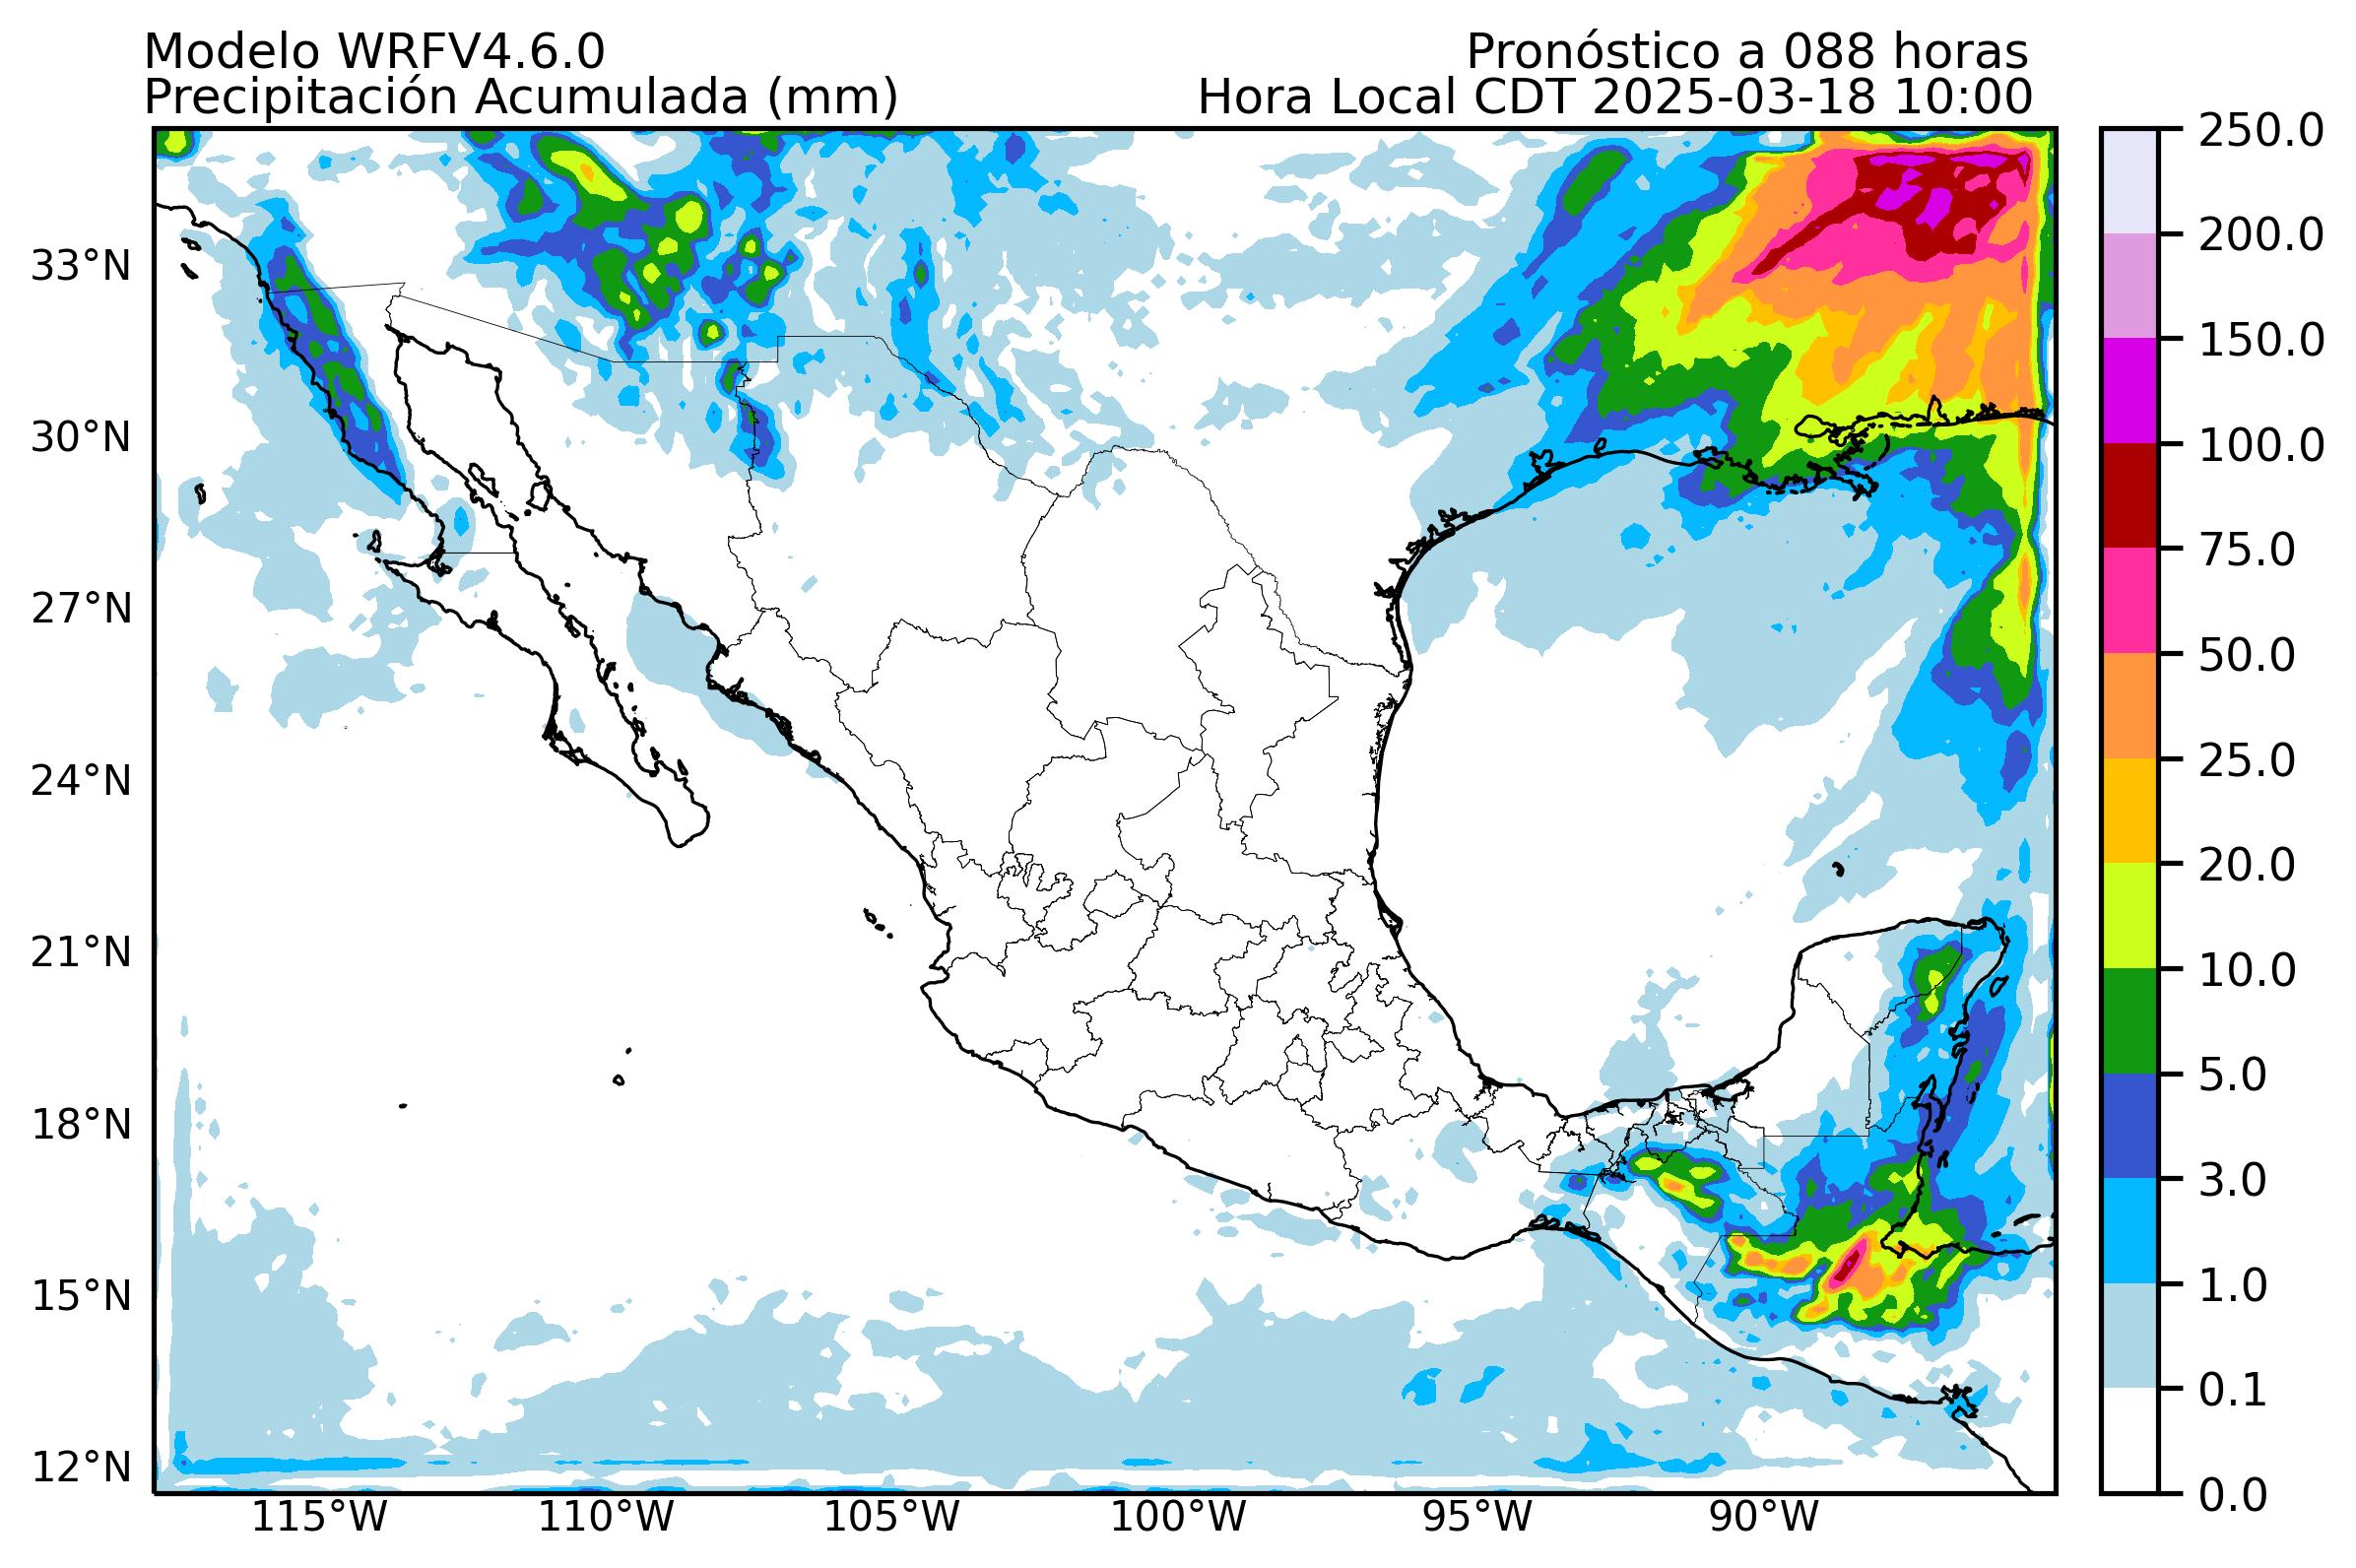 Modelo WRFV4.6.0
Pronóstico a 088 horas
Precipitación Acumulada (mm)
Hora Local CDT 2025-03-18 10:00
250.0
200.0
150.0
100.0
75.0
50.0
25.0
20.0
10.0
5.0
3.0
1.0
0.1
0.0
33°N
30°N
27°N
24°N
21°N
18°N
15°N
12°N
115°W
110°W
105°W
100°W
95°W
90°W